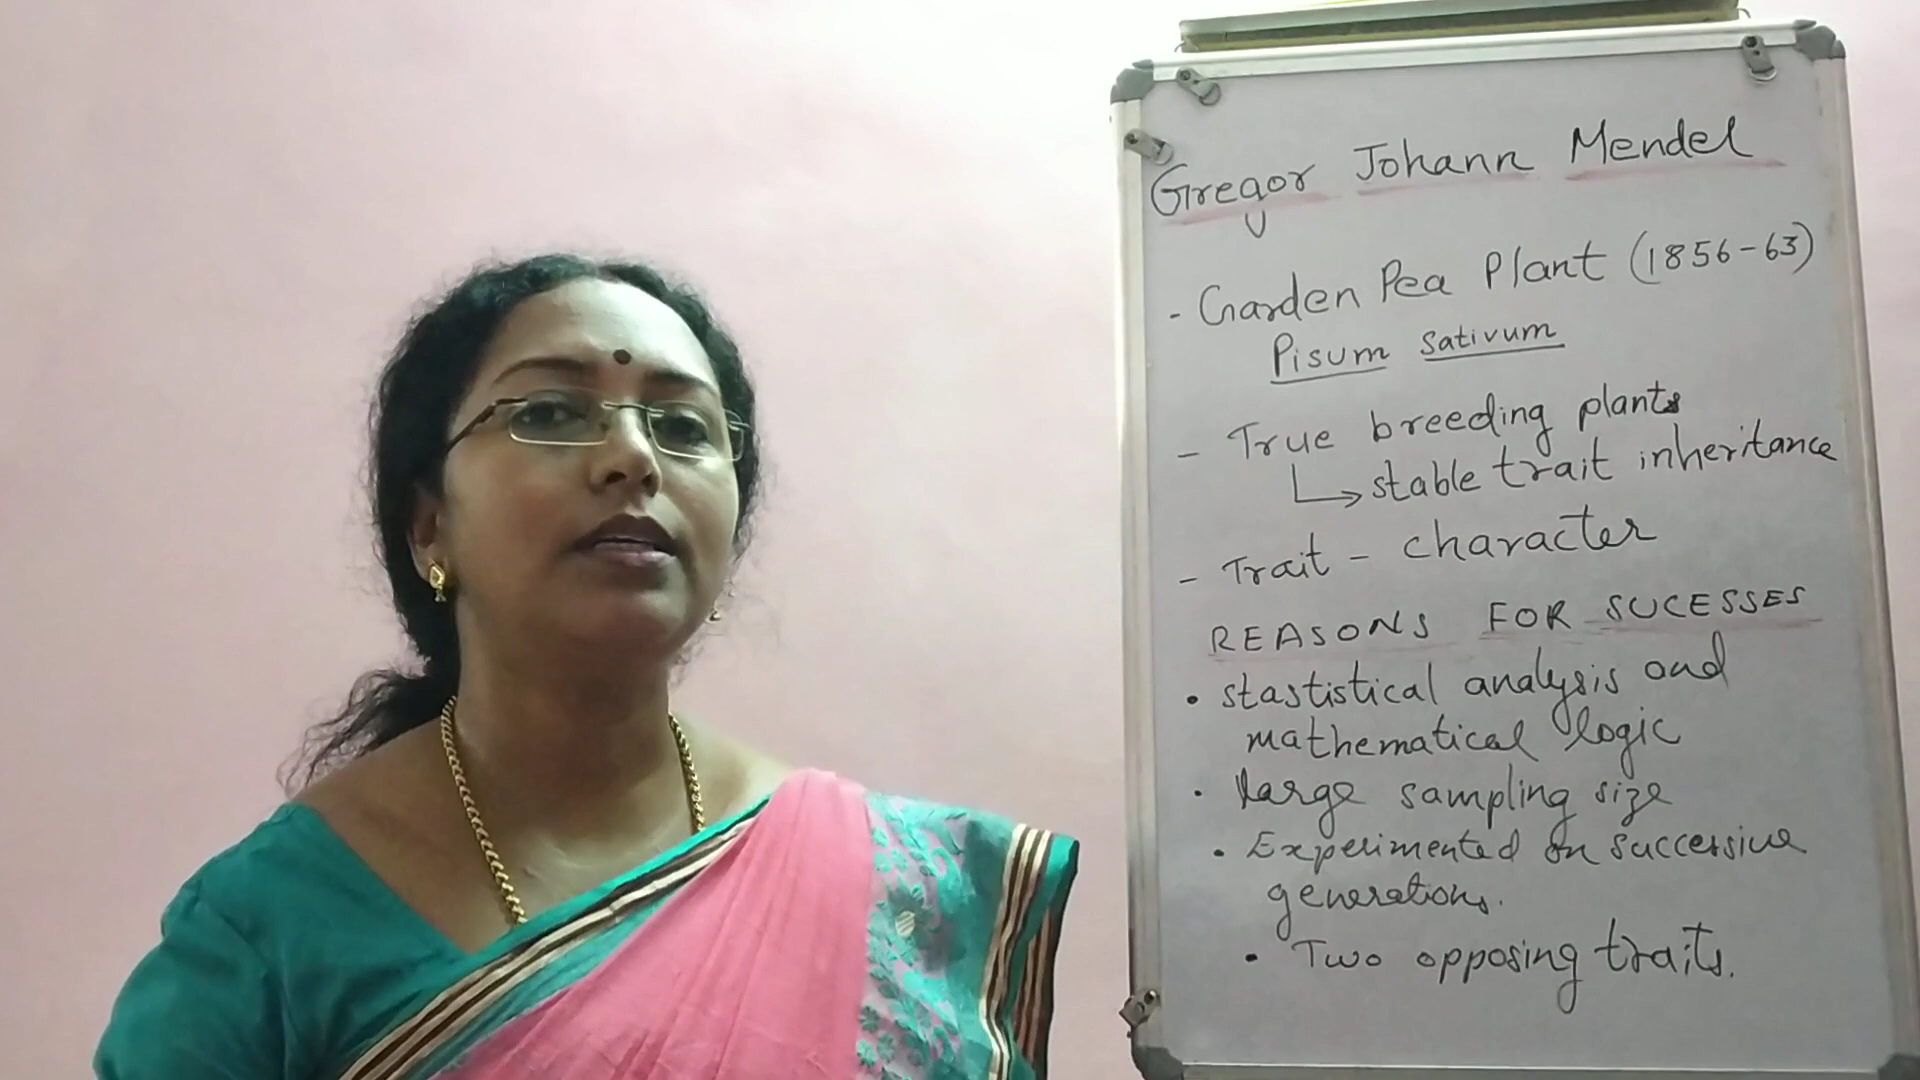 Gregor Johann Mendel
- Garden Pea Plant (1856-63)
Pisum sativum
- True breeding plants
↳ stable trait inheritance
- Trait - character
REASONS FOR SUCESSES
• stastistical analysis and
mathematical logic
• large sampling size
• Experimented on successive
generations.
• Two opposing traits.